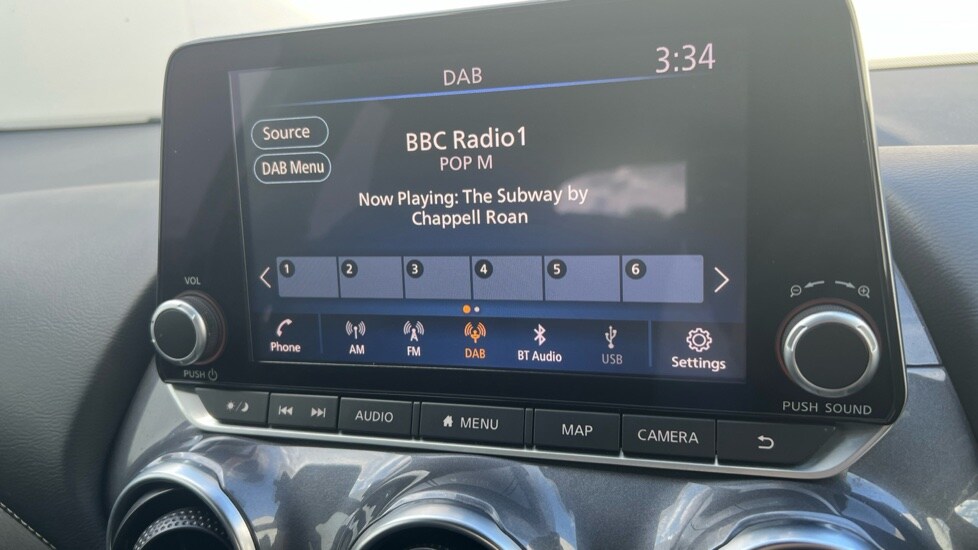 DAB
3:34
Source
DAB Menu
BBC Radio1
POP M
Now Playing: The Subway by
Chappell Roan
1 2 3 4 5 6
Phone AM FM DAB BT Audio USB Settings
VOL
PUSH
PUSH SOUND
AUDIO MENU MAP CAMERA